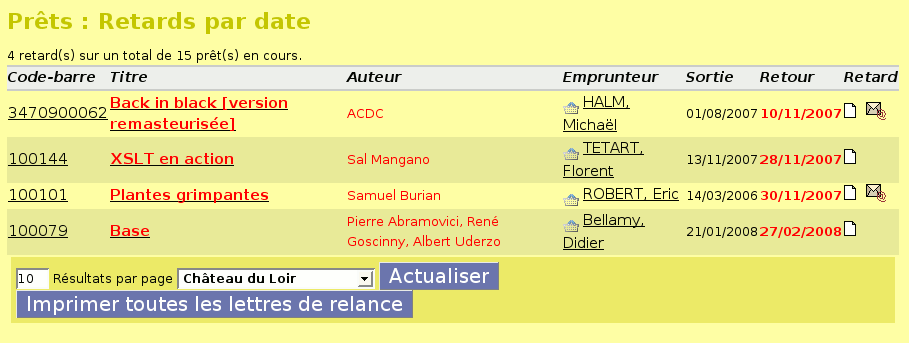 Prêts : Retards par date
4 retard(s) sur un total de 15 prêt(s) en cours.
Code-barre Titre Auteur Emprunteur Sortie Retour Retard
3470900062 Back in black [version remasteurisée] ACDC HALM, Michaël 01/08/2007 10/11/2007
100144 XSLT en action Sal Mangano TETART, Florent 13/11/2007 28/11/2007
100101 Plantes grimpantes Samuel Burian ROBERT, Eric 14/03/2006 30/11/2007
100079 Base Pierre Abramovici, René Goscinny, Albert Uderzo Bellamy, Didier 21/01/2008 27/02/2008
10 Résultats par page Château du Loir Actualiser
Imprimer toutes les lettres de relance